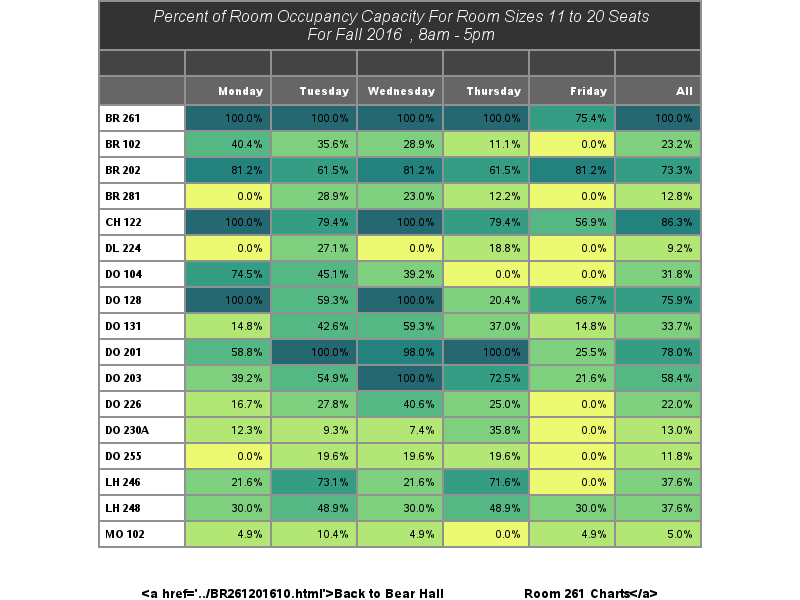 Percent of Room Occupancy Capacity For Room Sizes 11 to 20 Seats
For Fall 2016 , 8am - 5pm
Monday Tuesday Wednesday Thursday Friday All
BR 261 100.0% 100.0% 100.0% 100.0% 75.4% 100.0%
BR 102 40.4% 35.6% 28.9% 11.1% 0.0% 23.2%
BR 202 81.2% 61.5% 81.2% 61.5% 81.2% 73.3%
BR 281 0.0% 28.9% 23.0% 12.2% 0.0% 12.8%
CH 122 100.0% 79.4% 100.0% 79.4% 56.9% 86.3%
DL 224 0.0% 27.1% 0.0% 18.8% 0.0% 9.2%
DO 104 74.5% 45.1% 39.2% 0.0% 0.0% 31.8%
DO 128 100.0% 59.3% 100.0% 20.4% 66.7% 75.9%
DO 131 14.8% 42.6% 59.3% 37.0% 14.8% 33.7%
DO 201 58.8% 100.0% 98.0% 100.0% 25.5% 78.0%
DO 203 39.2% 54.9% 100.0% 72.5% 21.6% 58.4%
DO 226 16.7% 27.8% 40.6% 25.0% 0.0% 22.0%
DO 230A 12.3% 9.3% 7.4% 35.8% 0.0% 13.0%
DO 255 0.0% 19.6% 19.6% 19.6% 0.0% 11.8%
LH 246 21.6% 73.1% 21.6% 71.6% 0.0% 37.6%
LH 248 30.0% 48.9% 30.0% 48.9% 30.0% 37.6%
MO 102 4.9% 10.4% 4.9% 0.0% 4.9% 5.0%
<a href='../BR261201610.html'>Back to Bear Hall Room 261 Charts</a>